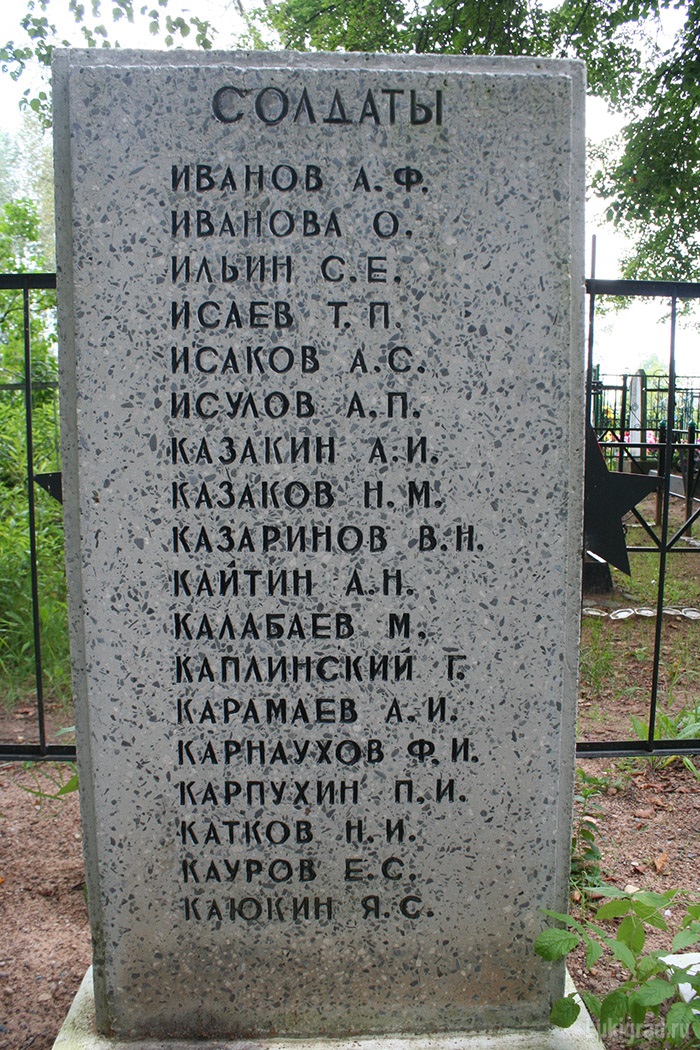 СОЛДАТЫ
ИВАНОВ А.Ф.
ИВАНОВА О.
ИЛЬИН С.Е.
ИСАЕВ Т.П.
ИСАКОВ А.С.
ИСУЛОВ А.П.
КАЗАКИН А.И.
КАЗАКОВ Н.М.
КАЗАРИНОВ В.Н.
КАЙТИН А.Н.
КАЛАБАЕВ М.
КАПЛИНСКИЙ Г.
КАРАМАЕВ А.И.
КАРНАУХОВ Ф.И.
КАРПУХИН П.И.
КАТКОВ Н.И.
КАУРОВ Е.С.
КАЮКИН Я.С.